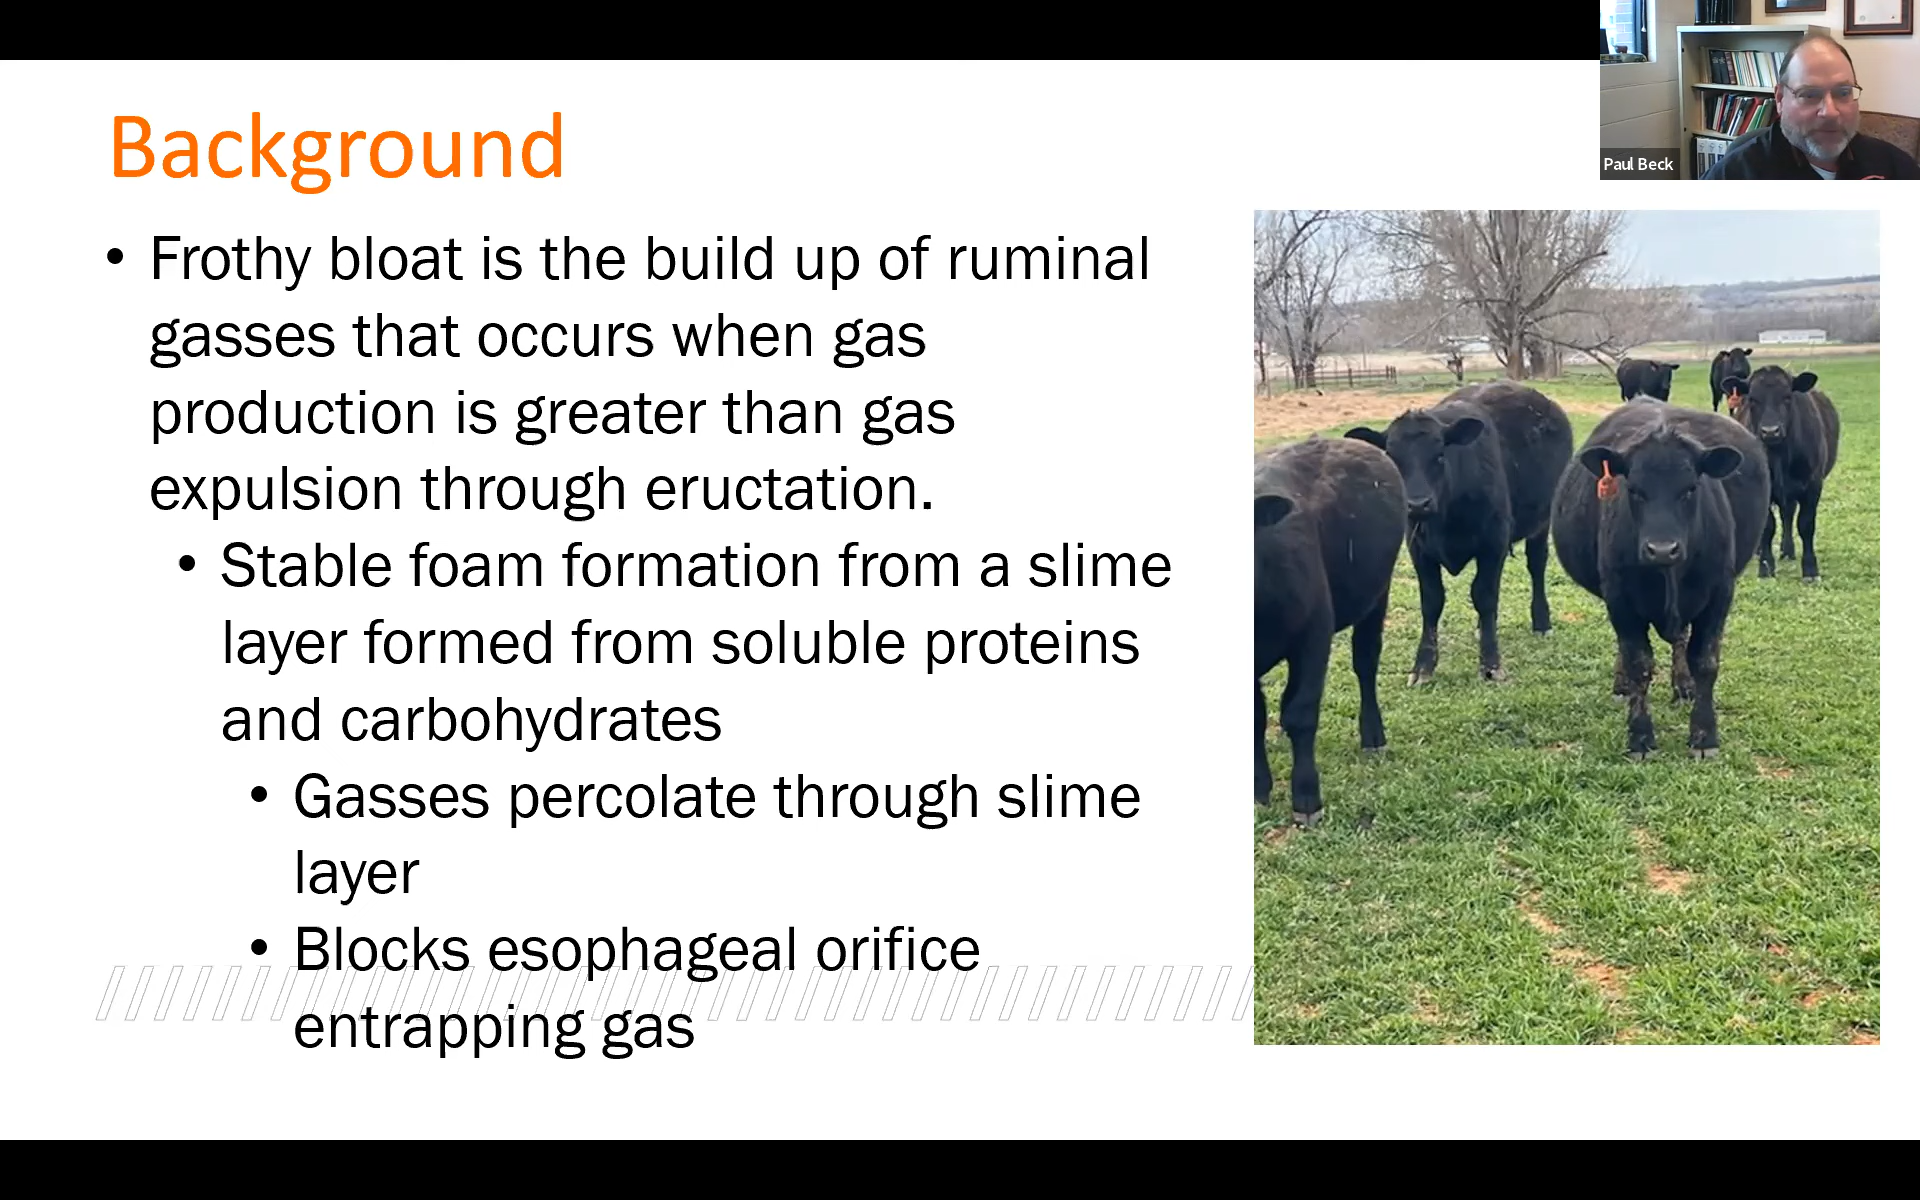 Background
• Frothy bloat is the build up of ruminal
gasses that occurs when gas
production is greater than gas
expulsion through eructation.
• Stable foam formation from a slime
layer formed from soluble proteins
and carbohydrates
• Gasses percolate through slime
layer
• Blocks esophageal orifice
entrapping gas
Paul Beck